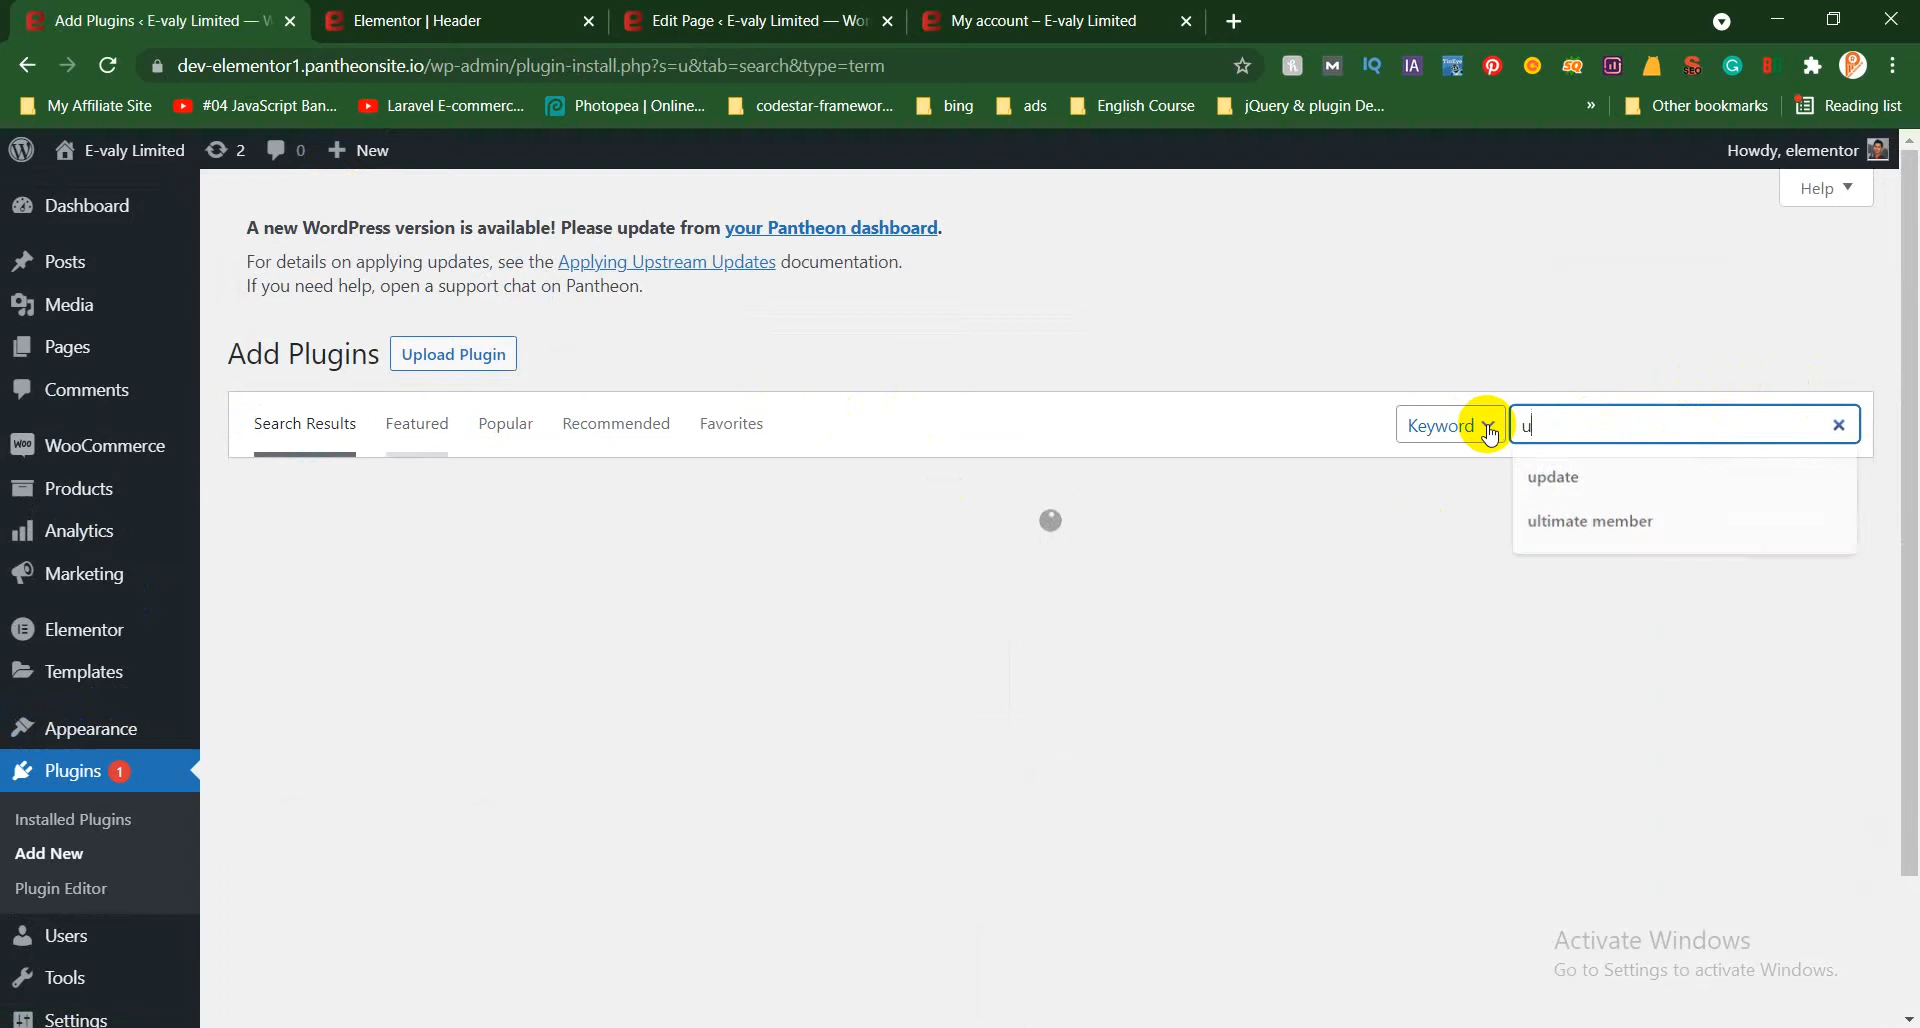 Add Plugins ‹ E-valy Limited — W
Elementor | Header
Edit Page ‹ E-valy Limited — Wor
My account – E-valy Limited
dev-elementor1.pantheonsite.io/wp-admin/plugin-install.php?s=u&tab=search&type=term
My Affiliate Site
#04 JavaScript Ban...
Laravel E-commerc...
Photopea | Online...
codestar-framewor...
bing
ads
English Course
jQuery & plugin De...
»
Other bookmarks
Reading list
E-valy Limited
2
0
New
Howdy, elementor
Help
Dashboard
Posts
Media
Pages
Comments
WooCommerce
Products
Analytics
Marketing
Elementor
Templates
Appearance
Plugins 1
Installed Plugins
Add New
Plugin Editor
Users
Tools
Settings
A new WordPress version is available! Please update from your Pantheon dashboard.
For details on applying updates, see the Applying Upstream Updates documentation.
If you need help, open a support chat on Pantheon.
Add Plugins
Upload Plugin
Search Results
Featured
Popular
Recommended
Favorites
Keyword
u
update
ultimate member
Activate Windows
Go to Settings to activate Windows.